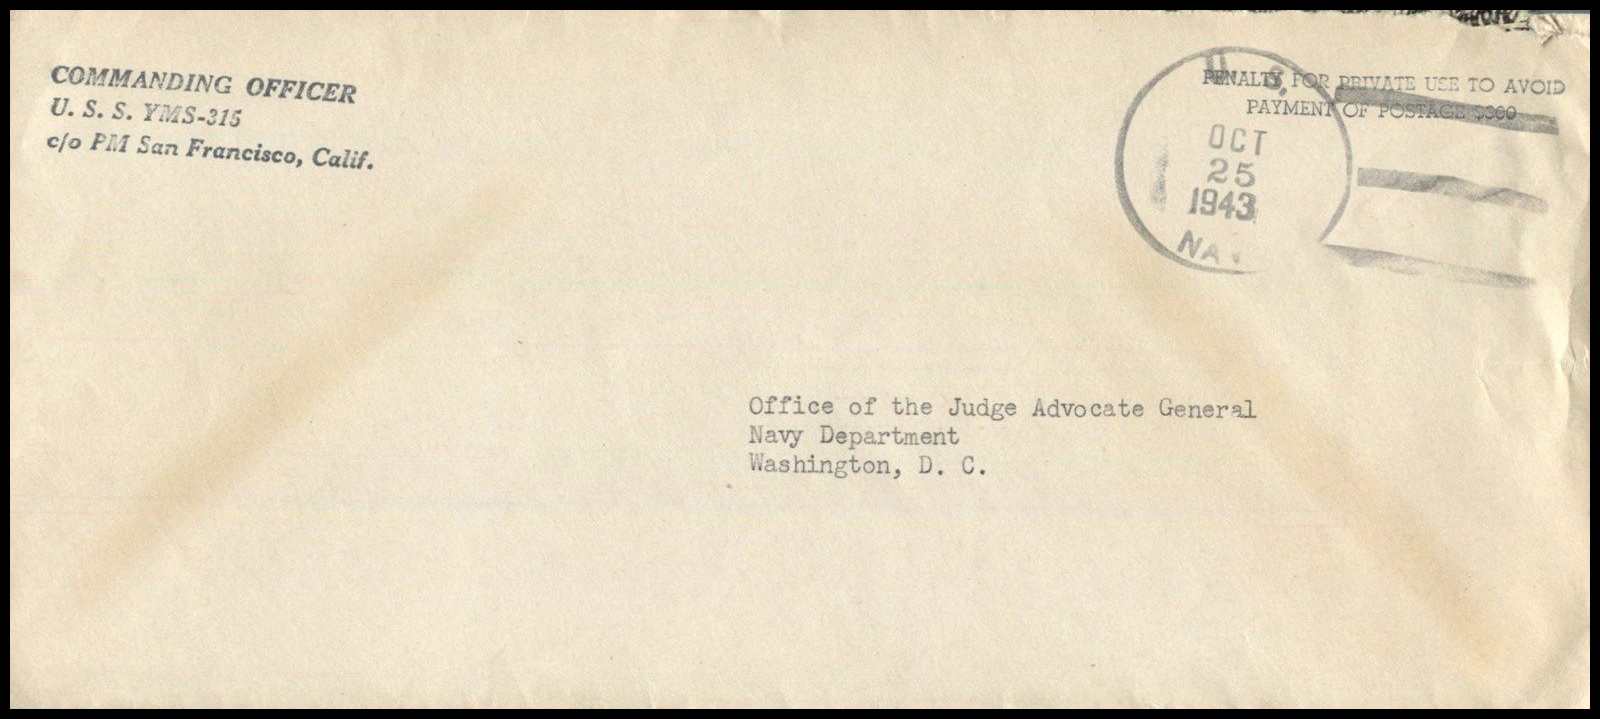 COMMANDING OFFICER
U. S. S. YMS-315
c/o PM San Francisco, Calif.
PENALTY FOR PRIVATE USE TO AVOID
PAYMENT OF POSTAGE $300
U. S.
OCT
25
1943
Office of the Judge Advocate General
Navy Department
Washington, D. C.